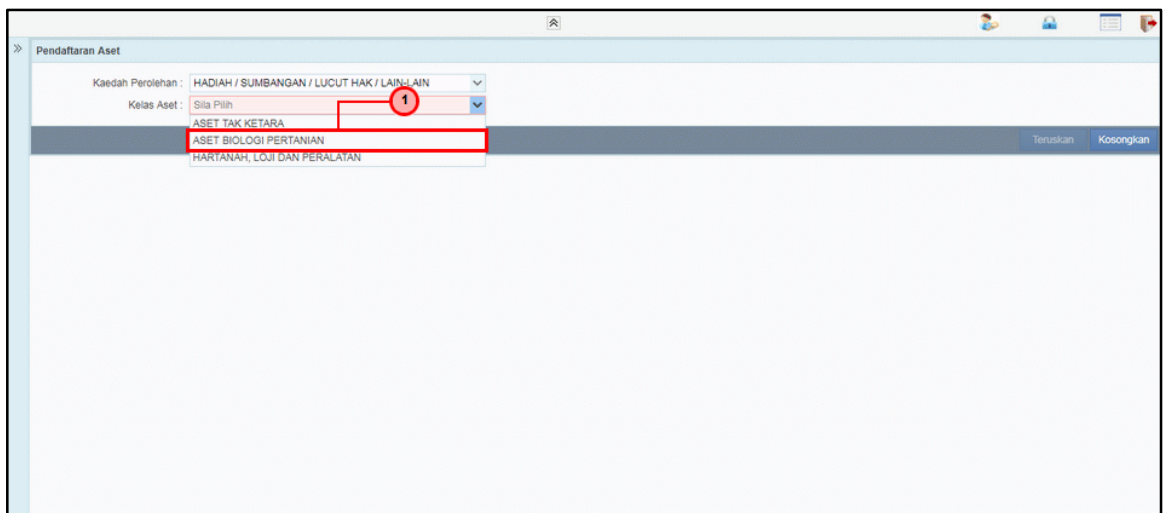 Pendaftaran Aset
Kaedah Perolehan : HADIAH / SUMBANGAN / LUCUT HAK / LAIN-LAIN
Kelas Aset : Sila Pilih
1
ASET TAK KETARA
ASET BIOLOGI PERTANIAN
HARTANAH, LOJI DAN PERALATAN
Teruskan Kosongkan